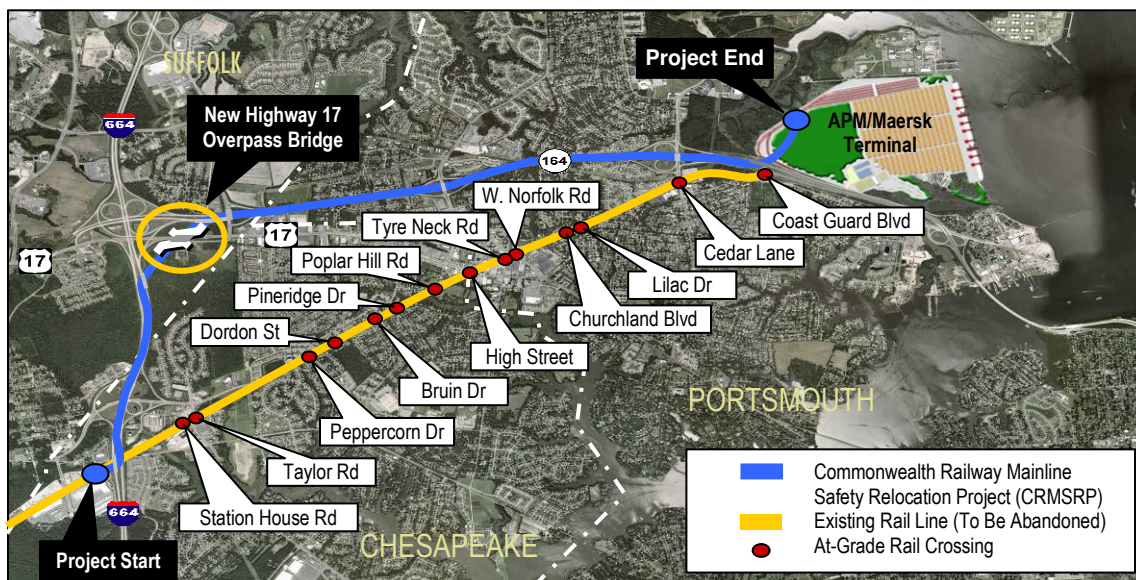 SUFFOLK
Project End
New Highway 17
Overpass Bridge
664
APM/Maersk
Terminal
164
W. Norfolk Rd
Tyre Neck Rd
Coast Guard Blvd
17
17
Poplar Hill Rd
Cedar Lane
Lilac Dr
Pineridge Dr
Churchland Blvd
Dordon St
High Street
Bruin Dr
PORTSMOUTH
Peppercorn Dr
Taylor Rd
Station House Rd
664
Project Start
CHESAPEAKE
Commonwealth Railway Mainline
Safety Relocation Project (CRMSRP)
Existing Rail Line (To Be Abandoned)
At-Grade Rail Crossing